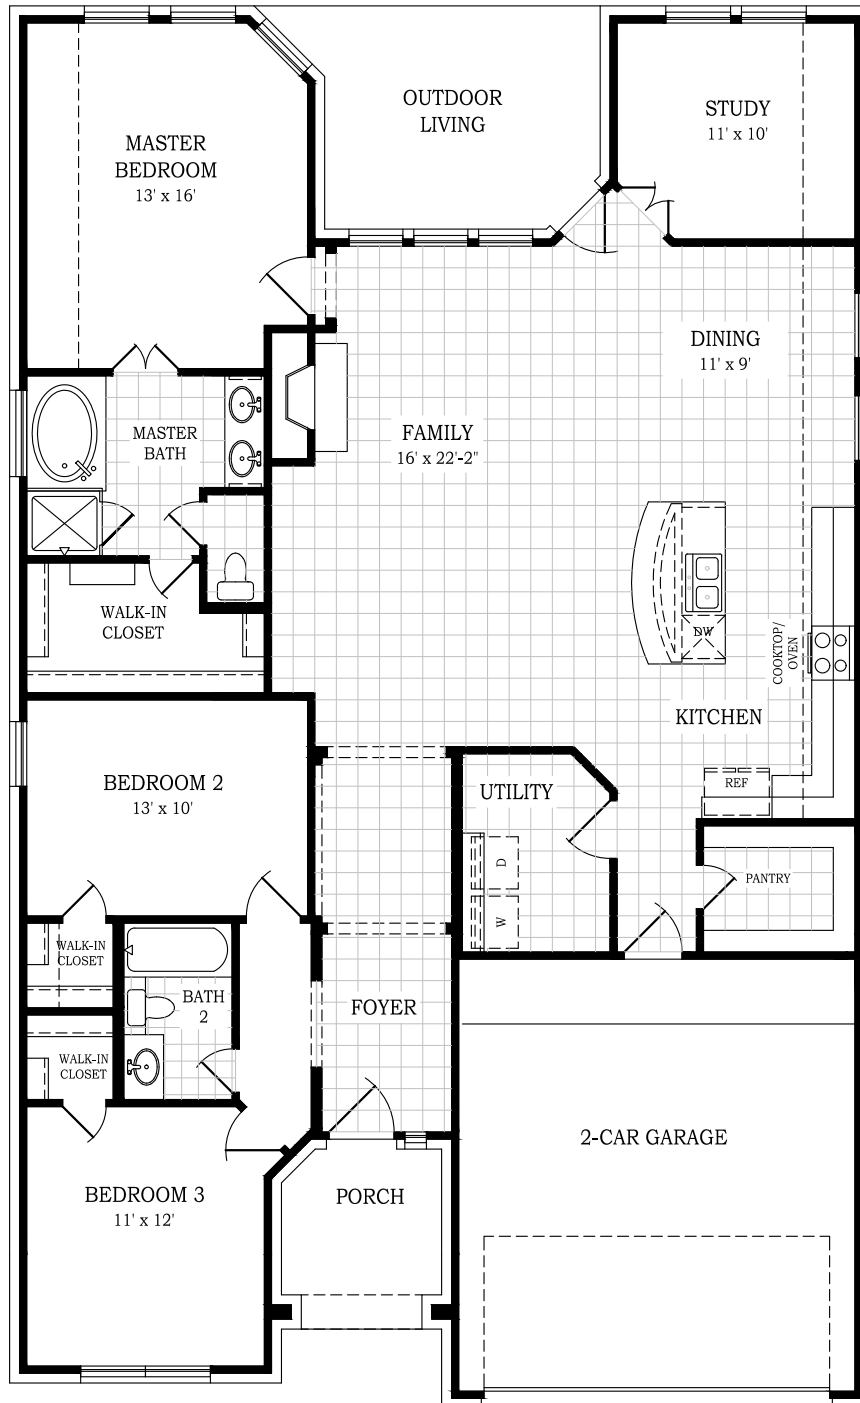 OUTDOOR
LIVING
STUDY
11' x 10'
MASTER
BEDROOM
13' x 16'
DINING
11' x 9'
FAMILY
16' x 22'-2"
MASTER
BATH
WALK-IN
CLOSET
DW
COOKTOP/
OVEN
KITCHEN
BEDROOM 2
13' x 10'
UTILITY
REF
D
W
PANTRY
WALK-IN
CLOSET
BATH
2
FOYER
WALK-IN
CLOSET
2-CAR GARAGE
BEDROOM 3
11' x 12'
PORCH